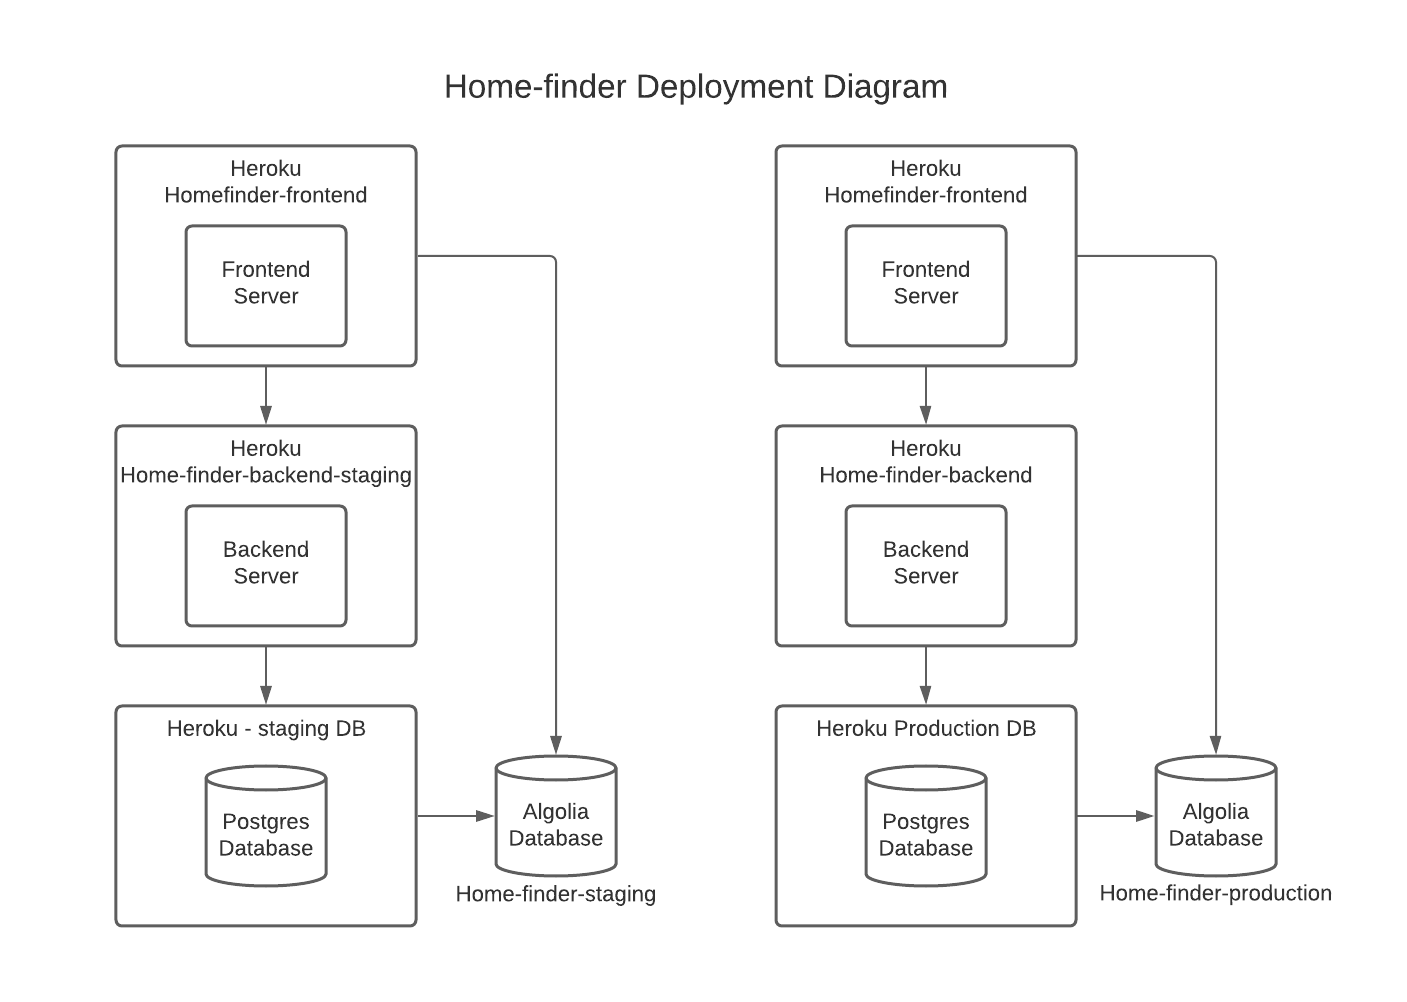 Home-finder Deployment Diagram
Heroku
Homefinder-frontend
Frontend
Server
Heroku
Home-finder-backend-staging
Backend
Server
Heroku - staging DB
Postgres
Database
Algolia
Database
Home-finder-staging
Heroku
Homefinder-frontend
Frontend
Server
Heroku
Home-finder-backend
Backend
Server
Heroku Production DB
Postgres
Database
Algolia
Database
Home-finder-production